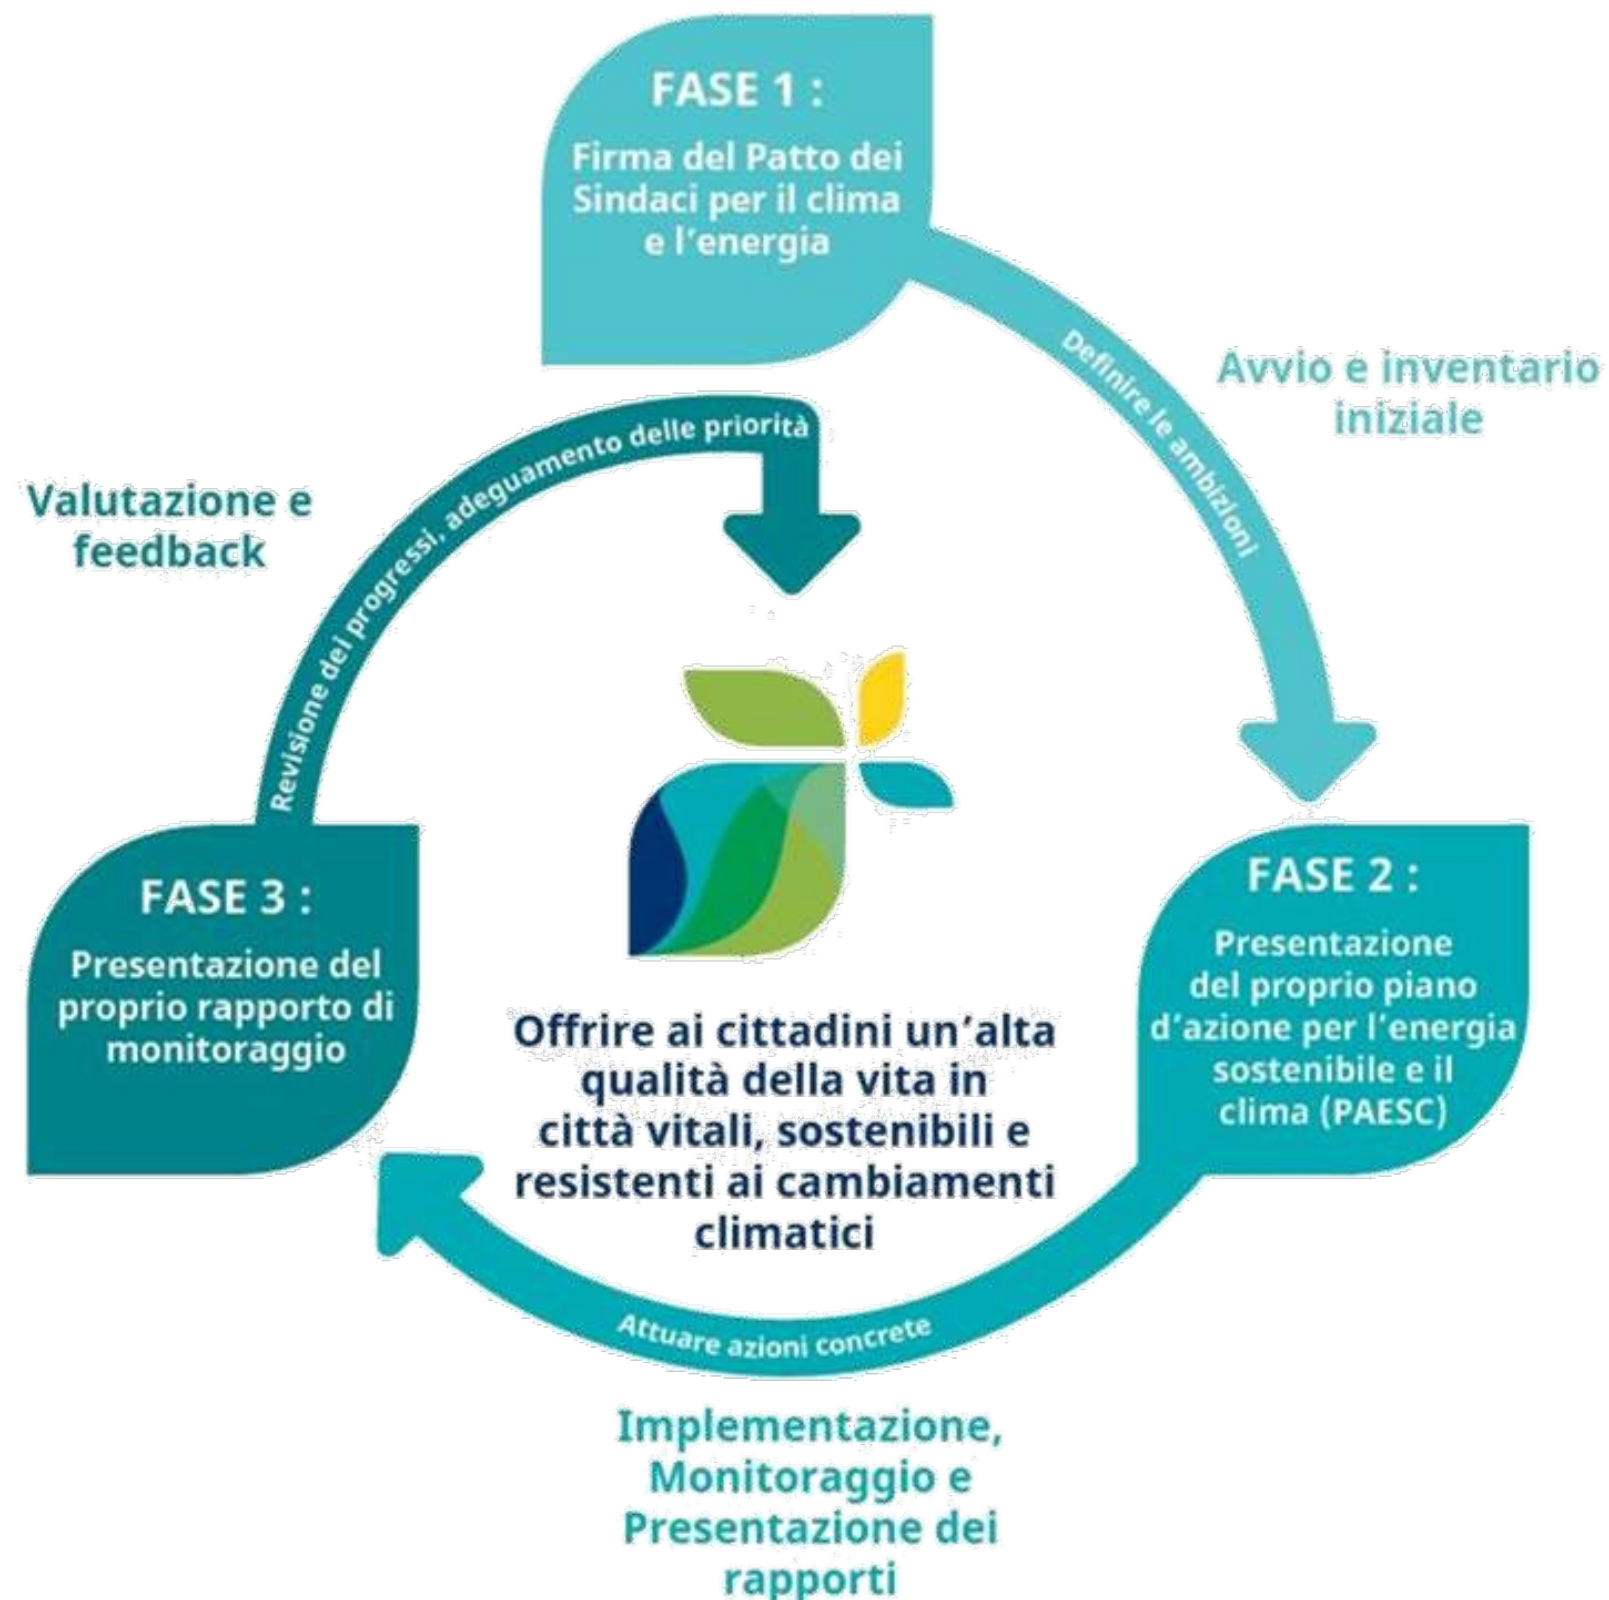 FASE 1 :
Firma del Patto dei
Sindaci per il clima
e l'energia
Definire le ambizioni
Avvio e inventario
iniziale
FASE 2 :
Presentazione
del proprio piano
d'azione per l'energia
sostenibile e il
clima (PAESC)
Attuare azioni concrete
Implementazione,
Monitoraggio e
Presentazione dei
rapporti
FASE 3 :
Presentazione del
proprio rapporto di
monitoraggio
Revisione dei progressi, adeguamento delle priorità
Valutazione e
feedback
Offrire ai cittadini un'alta
qualità della vita in
città vitali, sostenibili e
resistenti ai cambiamenti
climatici